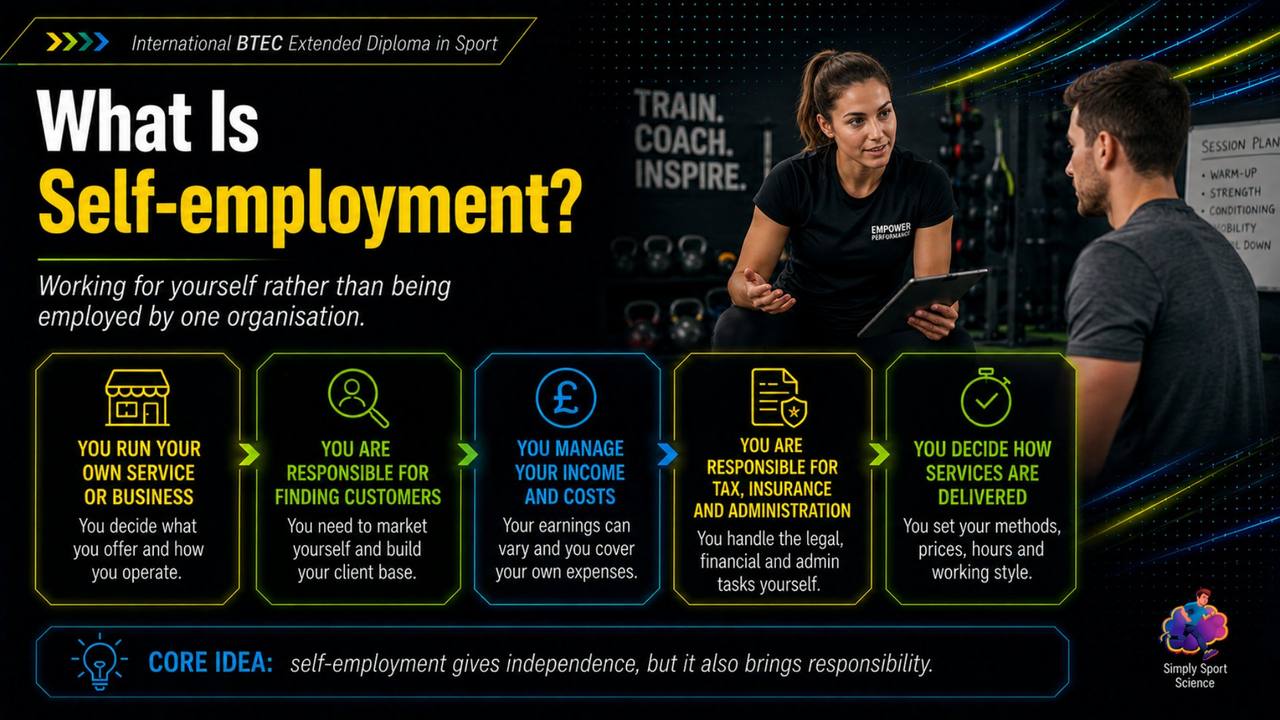 International BTEC Extended Diploma in Sport
What Is
Self-employment?
Working for yourself rather than being
employed by one organisation.
TRAIN.
COACH.
INSPIRE.
EMPOWER
PERFORMANCE
SESSION PLAN
• WARM-UP
• STRENGTH
• CONDITIONING
MOBILITY
DOWN
YOU RUN YOUR
OWN SERVICE
OR BUSINESS
You decide what
you offer and how
you operate.
YOU ARE
RESPONSIBLE FOR
FINDING CUSTOMERS
You need to market
yourself and build
your client base.
£
YOU MANAGE
YOUR INCOME
AND COSTS
Your earnings can
vary and you cover
your own expenses.
YOU ARE
RESPONSIBLE FOR
TAX, INSURANCE
AND ADMINISTRATION
You handle the legal,
financial and admin
tasks yourself.
YOU DECIDE HOW
SERVICES ARE
DELIVERED
You set your methods,
prices, hours and
working style.
CORE IDEA: self-employment gives independence, but it also brings responsibility.
Simply Sport
Science